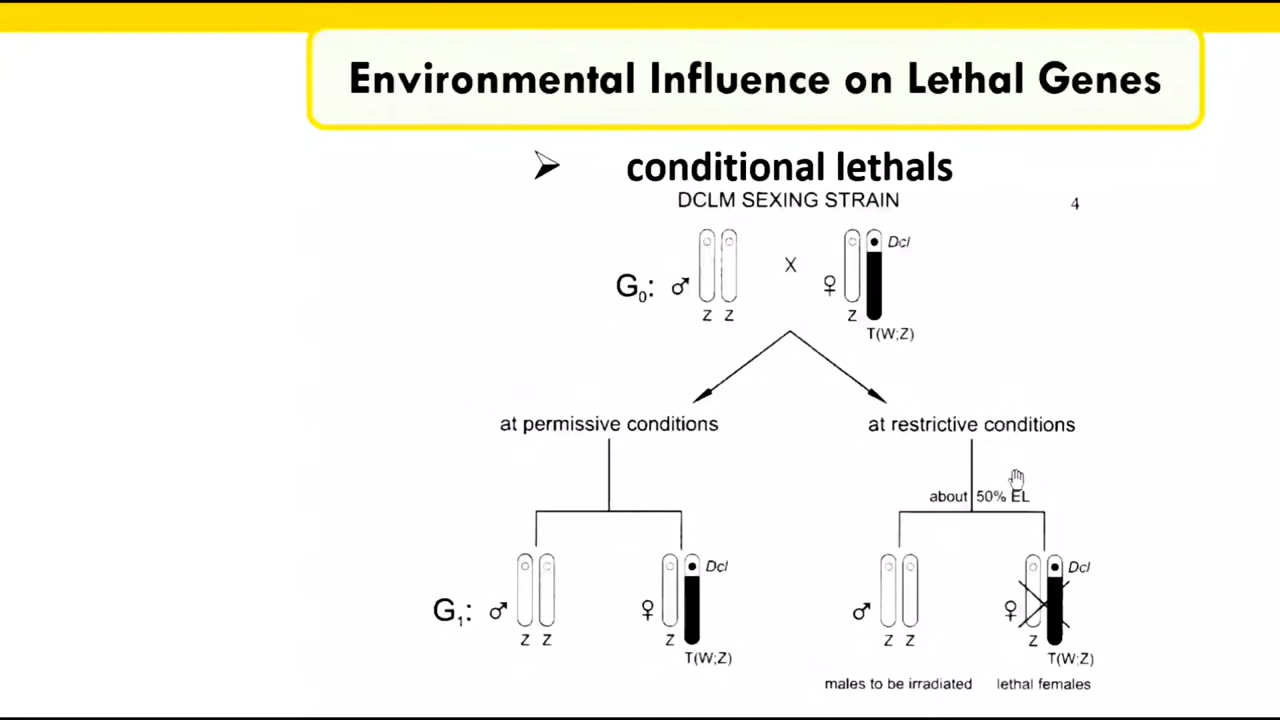 Environmental Influence on Lethal Genes
conditional lethals
DCLM SEXING STRAIN
4
G₀: ♂ X ♀ Dcl
Z Z Z
T(W;Z)
at permissive conditions at restrictive conditions
about 50% EL
Dcl Dcl
G₁: ♂ ♀ ♂ ♀
Z Z Z Z Z Z
T(W;Z) T(W:Z)
males to be irradiated lethal females